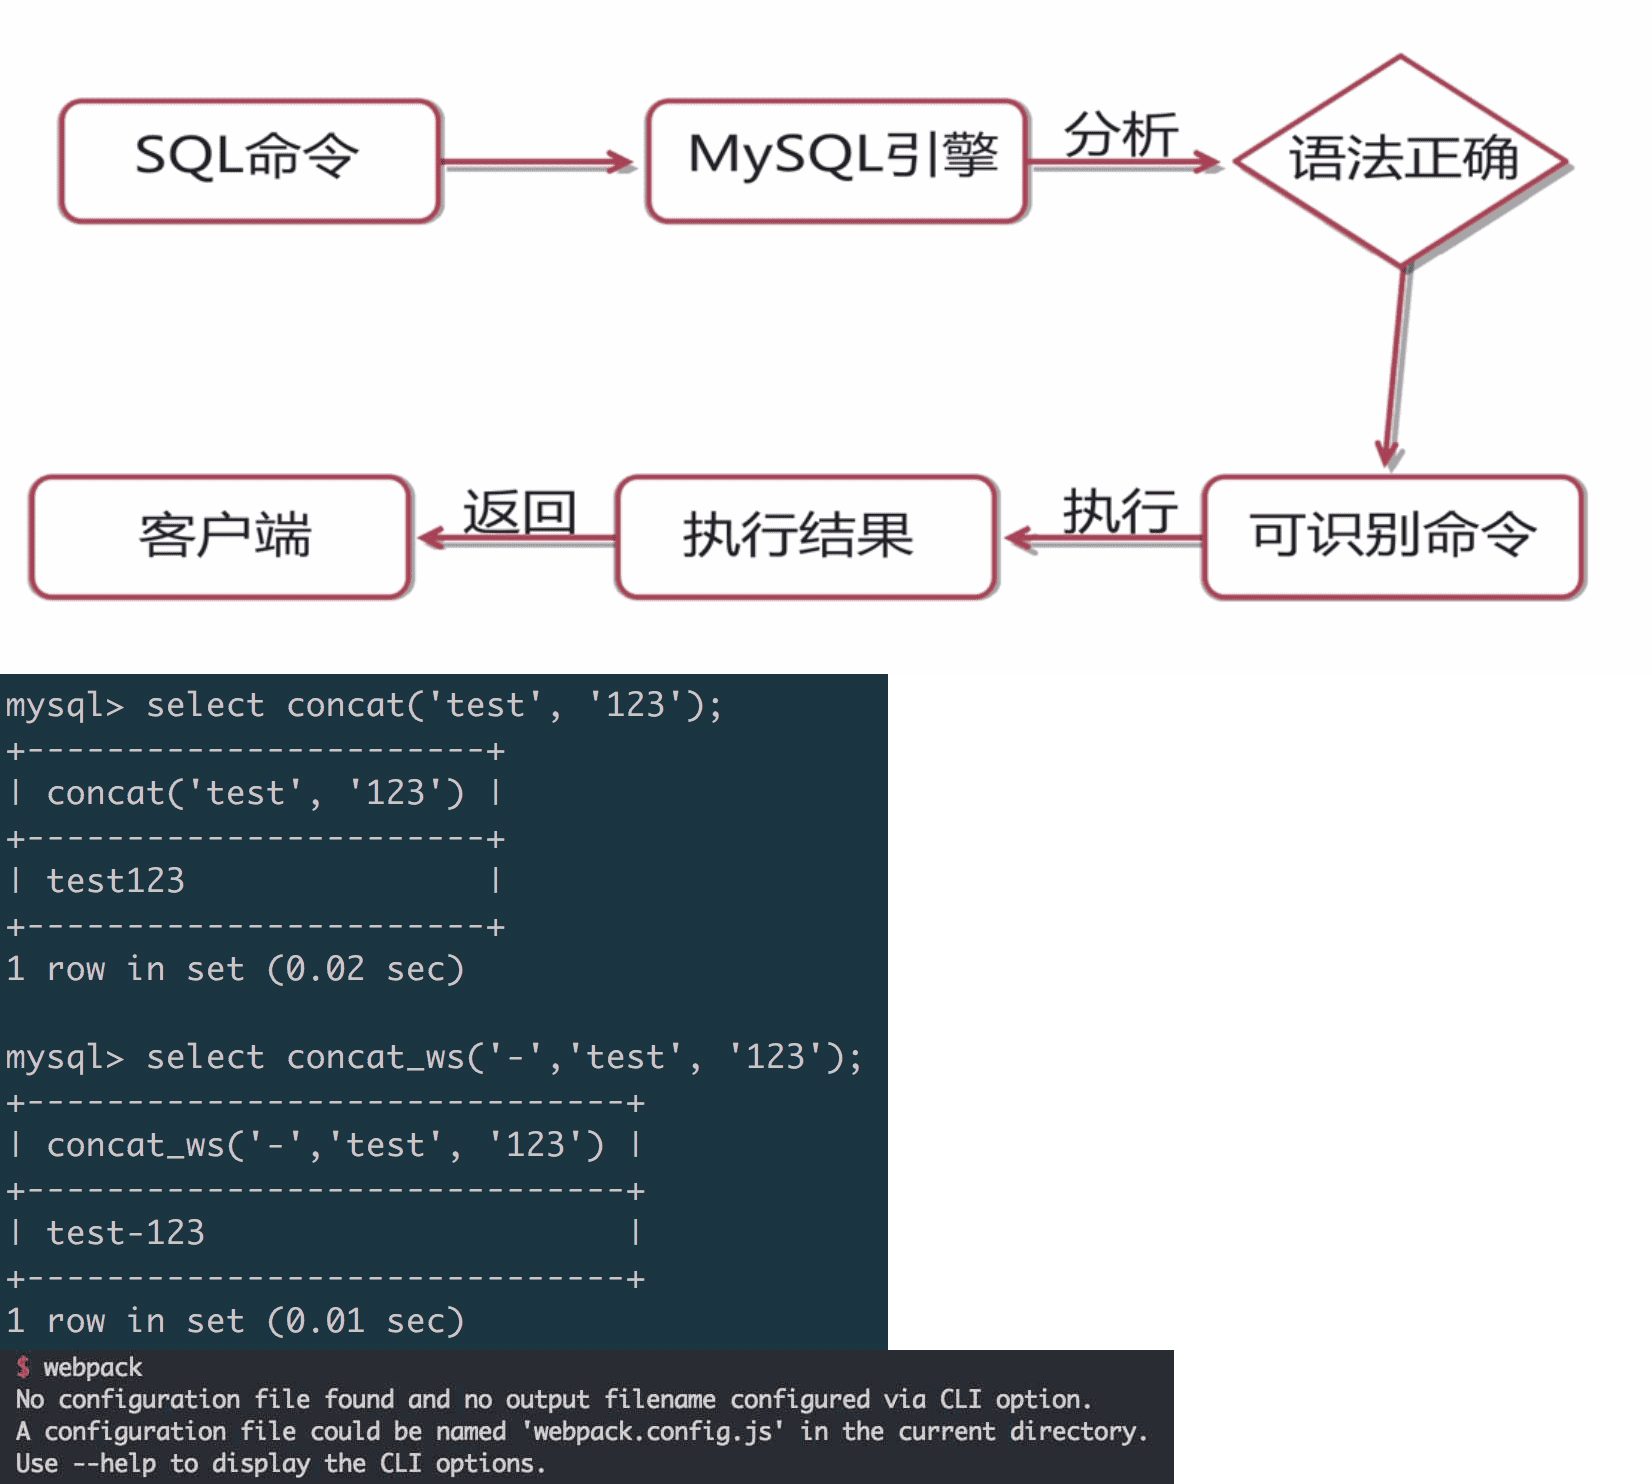 SQL命令
MySQL引擎
分析
语法正确
客户端
返回
执行结果
执行
可识别命令
mysql> select concat('test', '123');
+-----------------------+
| concat('test', '123') |
+-----------------------+
| test123               |
+-----------------------+
1 row in set (0.02 sec)
mysql> select concat_ws('-','test', '123');
+------------------------------+
| concat_ws('-','test', '123') |
+------------------------------+
| test-123                     |
+------------------------------+
1 row in set (0.01 sec)
$ webpack
No configuration file found and no output filename configured via CLI option.
A configuration file could be named 'webpack.config.js' in the current directory.
Use --help to display the CLI options.